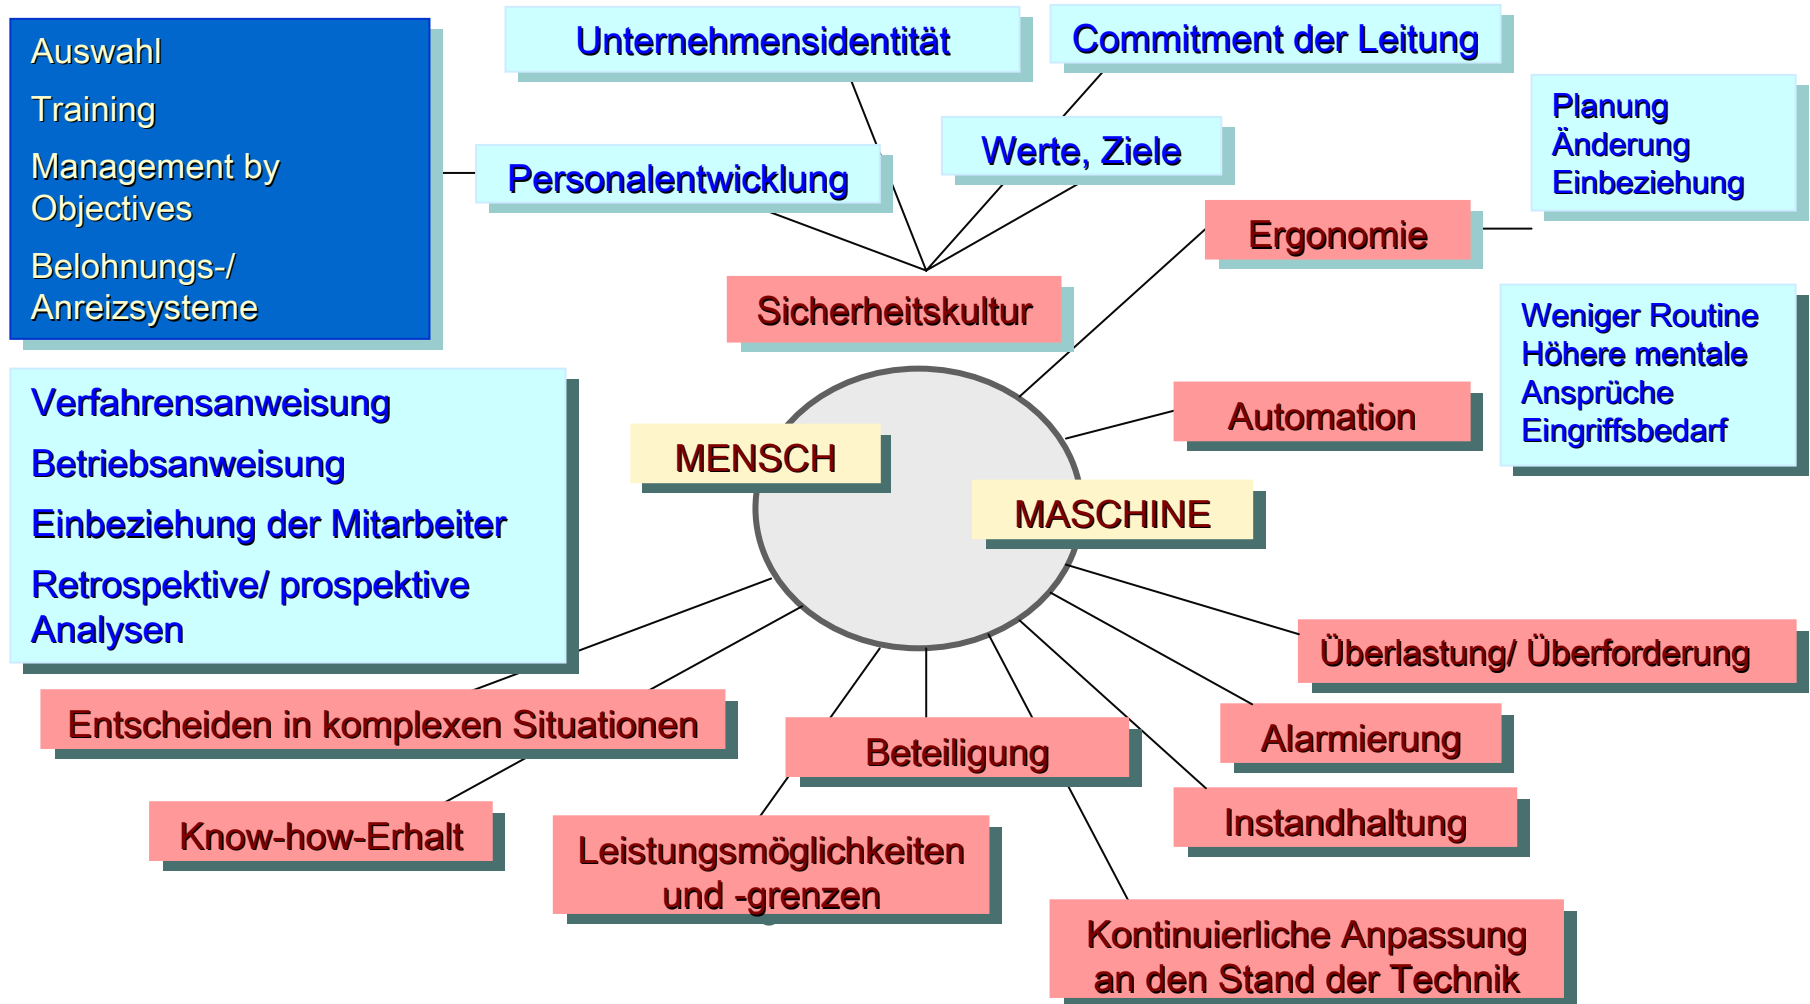 Auswahl
Training
Management by
Objectives
Belohnungs-/
Anreizsysteme
Unternehmensidentität
Commitment der Leitung
Personalentwicklung
Werte, Ziele
Planung
Änderung
Einbeziehung
Ergonomie
Sicherheitskultur
Weniger Routine
Höhere mentale
Ansprüche
Eingriffsbedarf
Automation
Verfahrensanweisung
Betriebsanweisung
Einbeziehung der Mitarbeiter
Retrospektive/ prospektive
Analysen
MENSCH
MASCHINE
Überlastung/ Überforderung
Entscheiden in komplexen Situationen
Beteiligung
Alarmierung
Know-how-Erhalt
Leistungsmöglichkeiten
und -grenzen
Instandhaltung
Kontinuierliche Anpassung
an den Stand der Technik